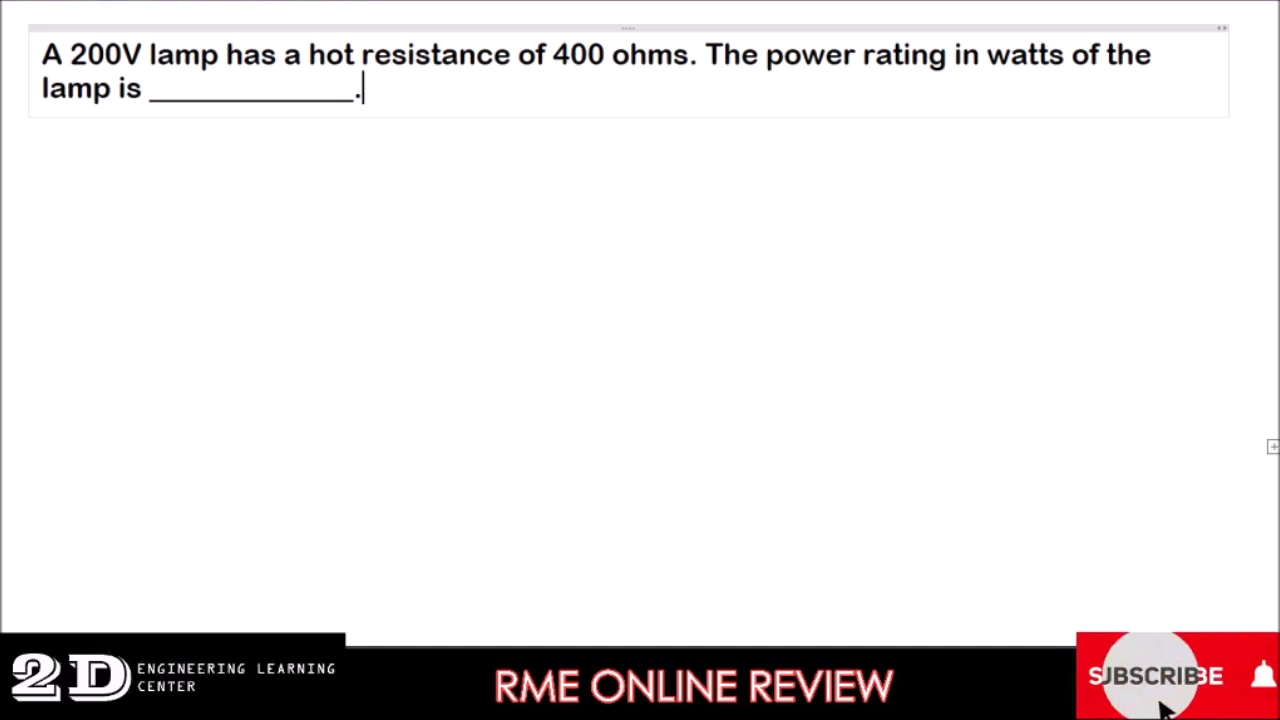 A 200V lamp has a hot resistance of 400 ohms. The power rating in watts of the
lamp is _______________.
2D ENGINEERING LEARNING
CENTER
RME ONLINE REVIEW
SUBSCRIBE